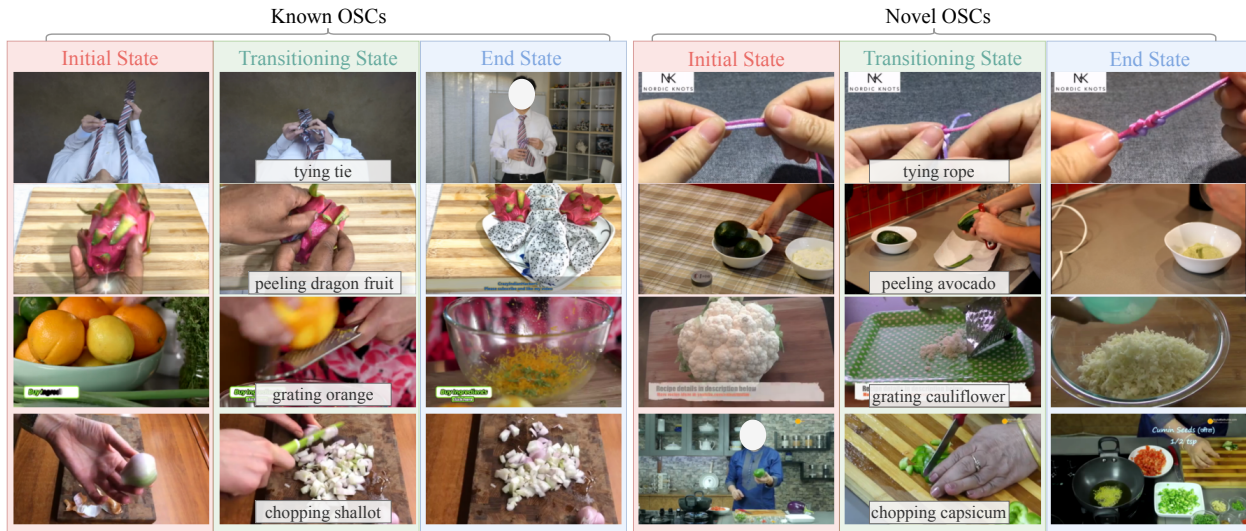 Known OSCs
Novel OSCs
Initial State
Transitioning State
End State
Initial State
Transitioning State
End State
NK
NORDIC KNOTS
NK
NORDIC KNOTS
NK
NORDIC KNOTS
tying tie
tying rope
peeling dragon fruit
peeling avocado
Buy ingredients
grating orange
Recipe details in description below
grating cauliflower
Cumin Seeds
1/2 tsp
chopping shallot
chopping capsicum